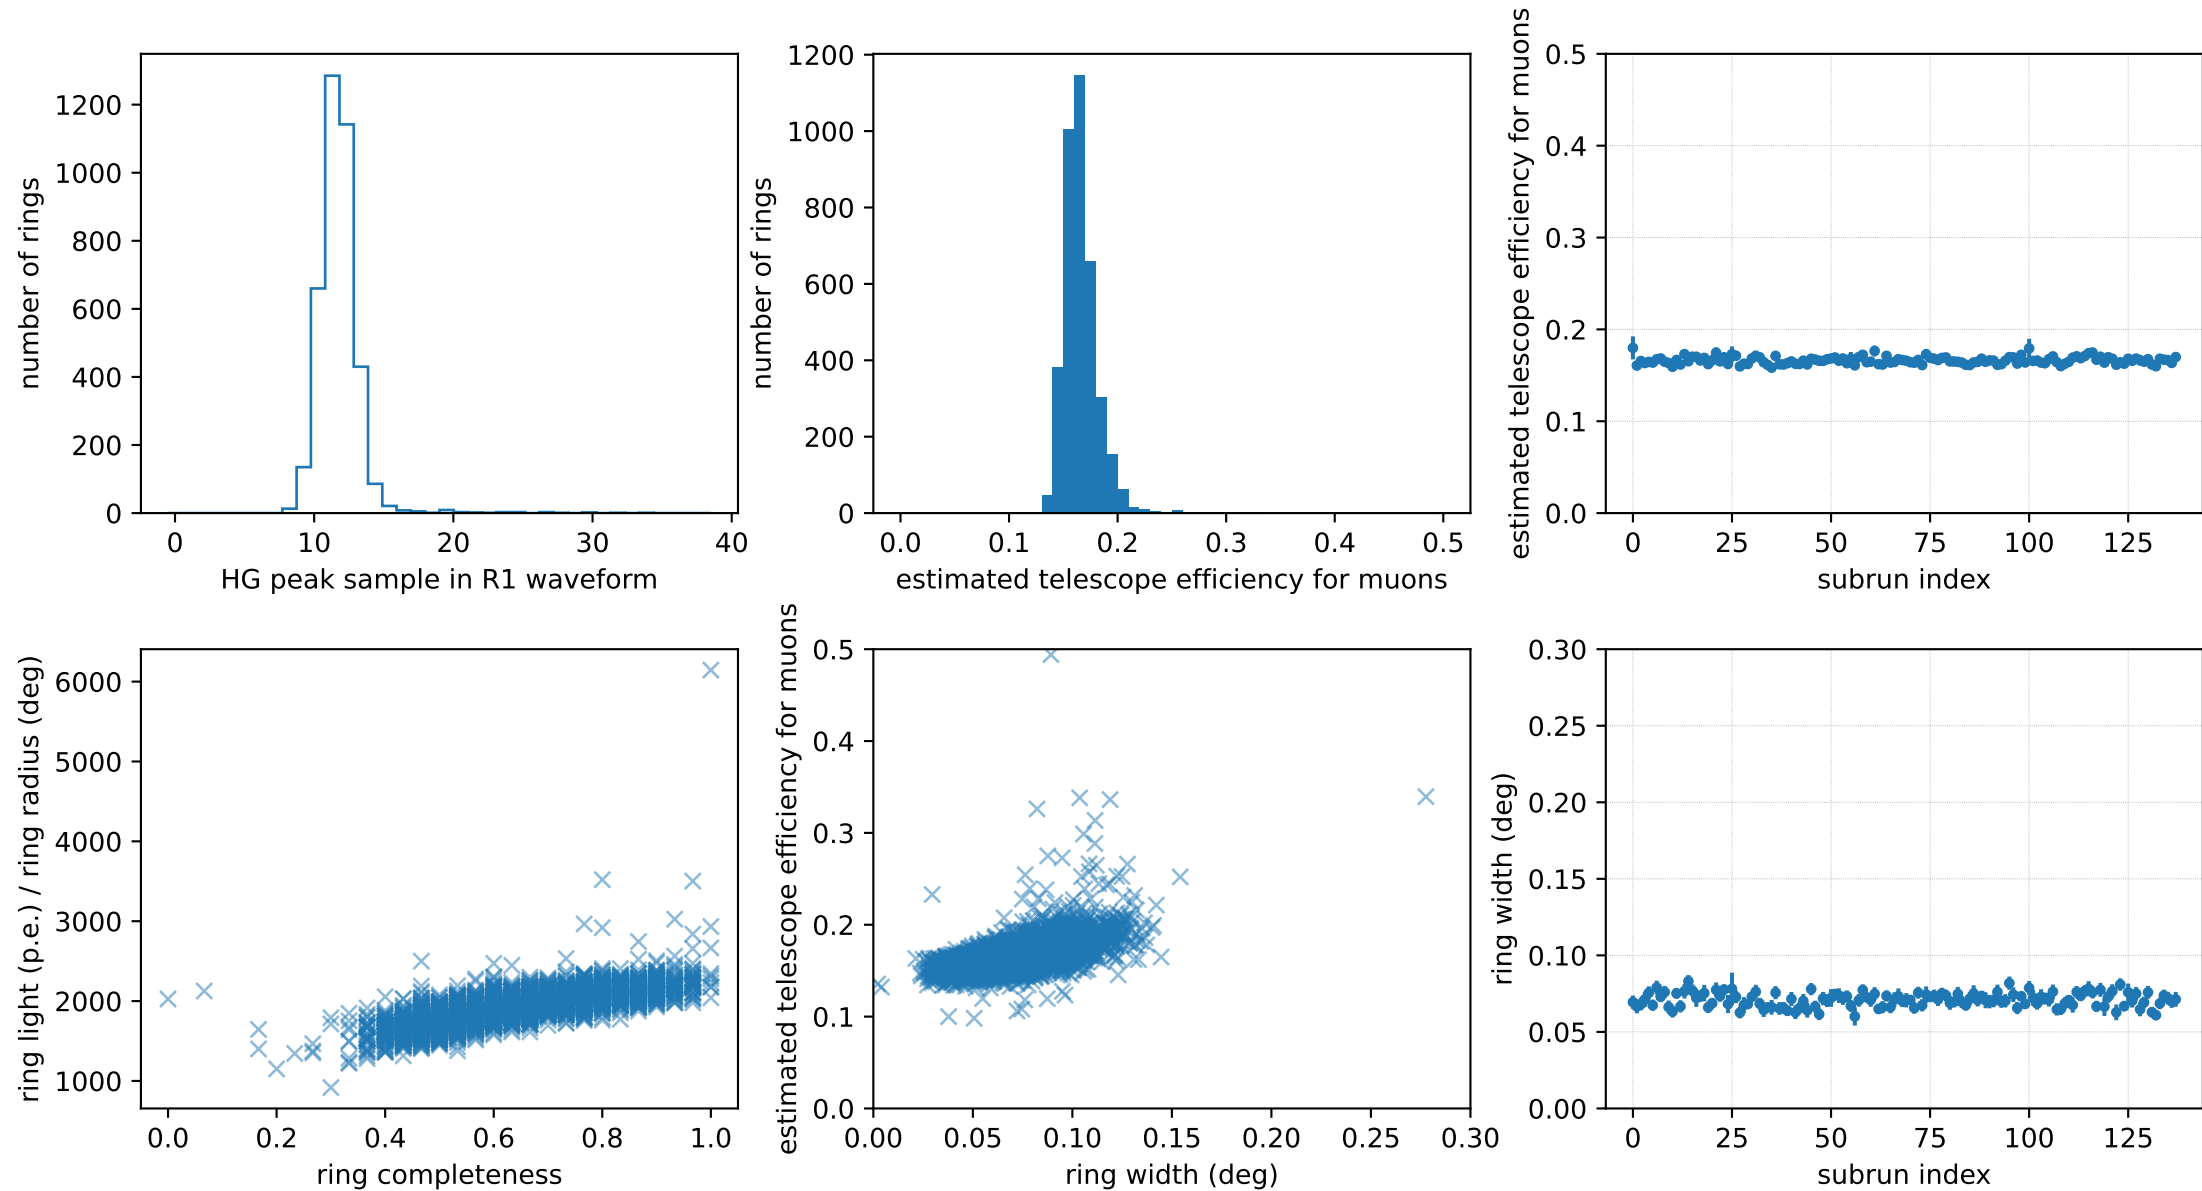 number of rings
1200
1000
800
600
400
200
0
0 10 20 30 40
HG peak sample in R1 waveform
number of rings
1200
1000
800
600
400
200
0
0.0 0.1 0.2 0.3 0.4 0.5
estimated telescope efficiency for muons
estimated telescope efficiency for muons
0.5
0.4
0.3
0.2
0.1
0.0
0 25 50 75 100 125
subrun index
ring light (p.e.) / ring radius (deg)
6000
5000
4000
3000
2000
1000
0.0 0.2 0.4 0.6 0.8 1.0
ring completeness
estimated telescope efficiency for muons
0.5
0.4
0.3
0.2
0.1
0.0
0.00 0.05 0.10 0.15 0.20 0.25 0.30
ring width (deg)
ring width (deg)
0.30
0.25
0.20
0.15
0.10
0.05
0.00
0 25 50 75 100 125
subrun index